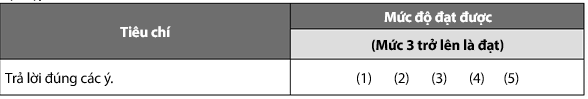 Tiêu chí
Mức độ đạt được
(Mức 3 trở lên là đạt)
Trả lời đúng các ý.
(1) (2) (3) (4) (5)